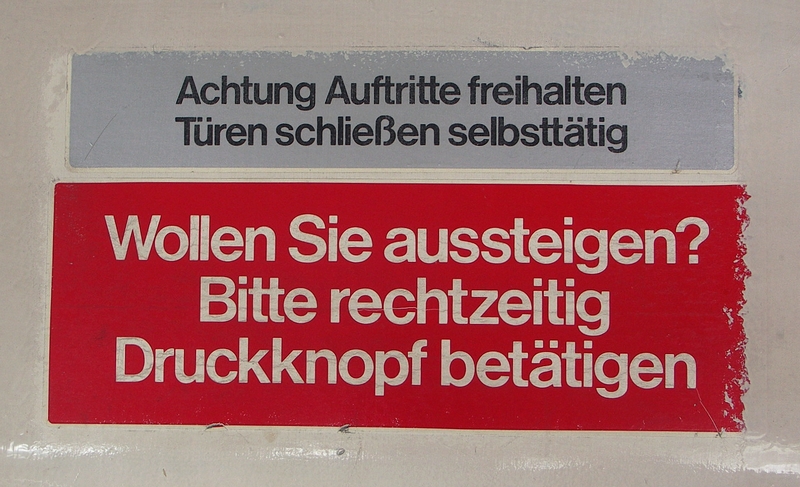 Achtung Auftritte freihalten
Türen schließen selbsttätig
Wollen Sie aussteigen?
Bitte rechtzeitig
Druckknopf betätigen